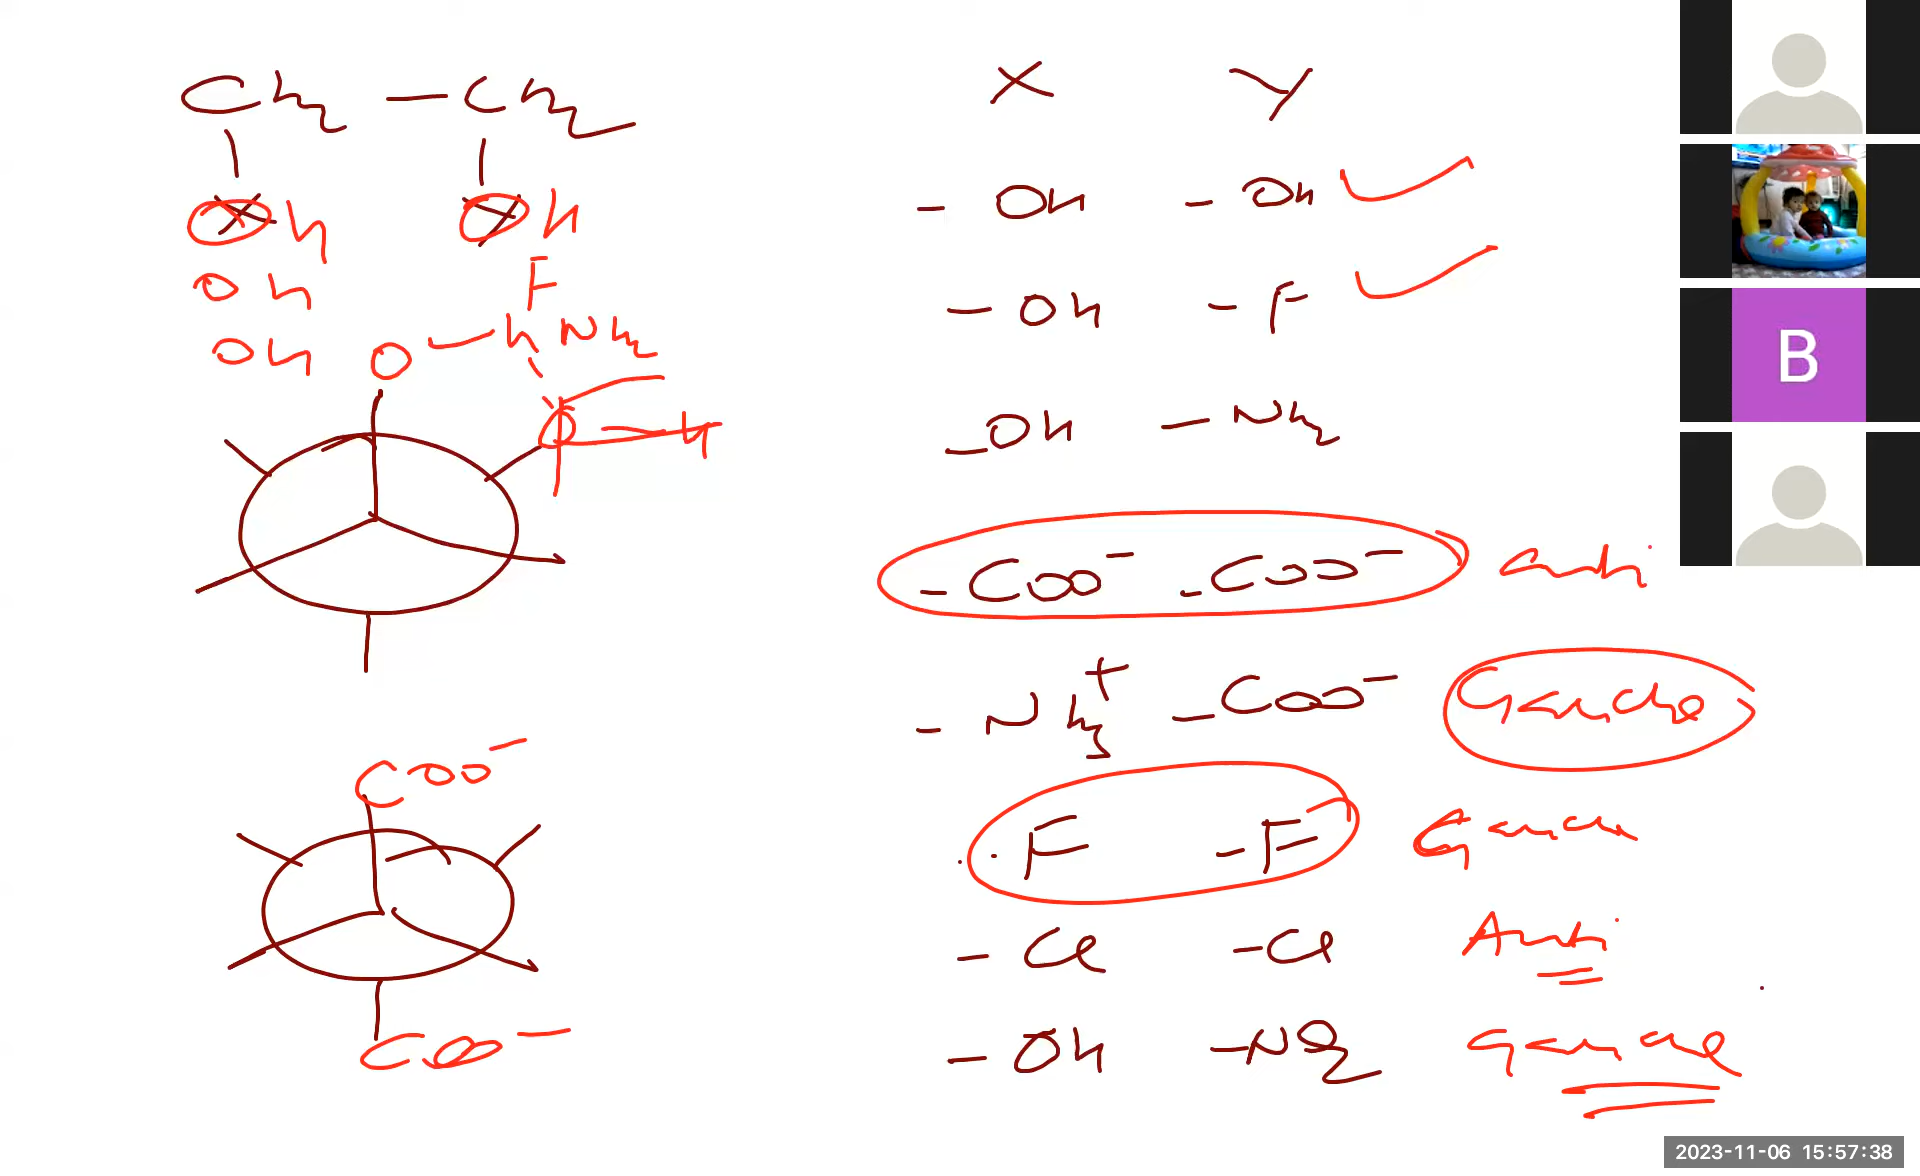 CH₂ — CH₂
X Y
OH OH
OH F
OH NH₂
O — H
O — H
X Y
- OH - OH ✓
- OH - F ✓
- OH - NH₂
- COO⁻ - COO⁻ Anti
- NH₃⁺ - COO⁻ Gauche
- F - F Gauche
- Cl - Cl Anti
- OH - NO₂ Gauche
COO⁻
COO⁻
B
2023-11-06 15:57:38